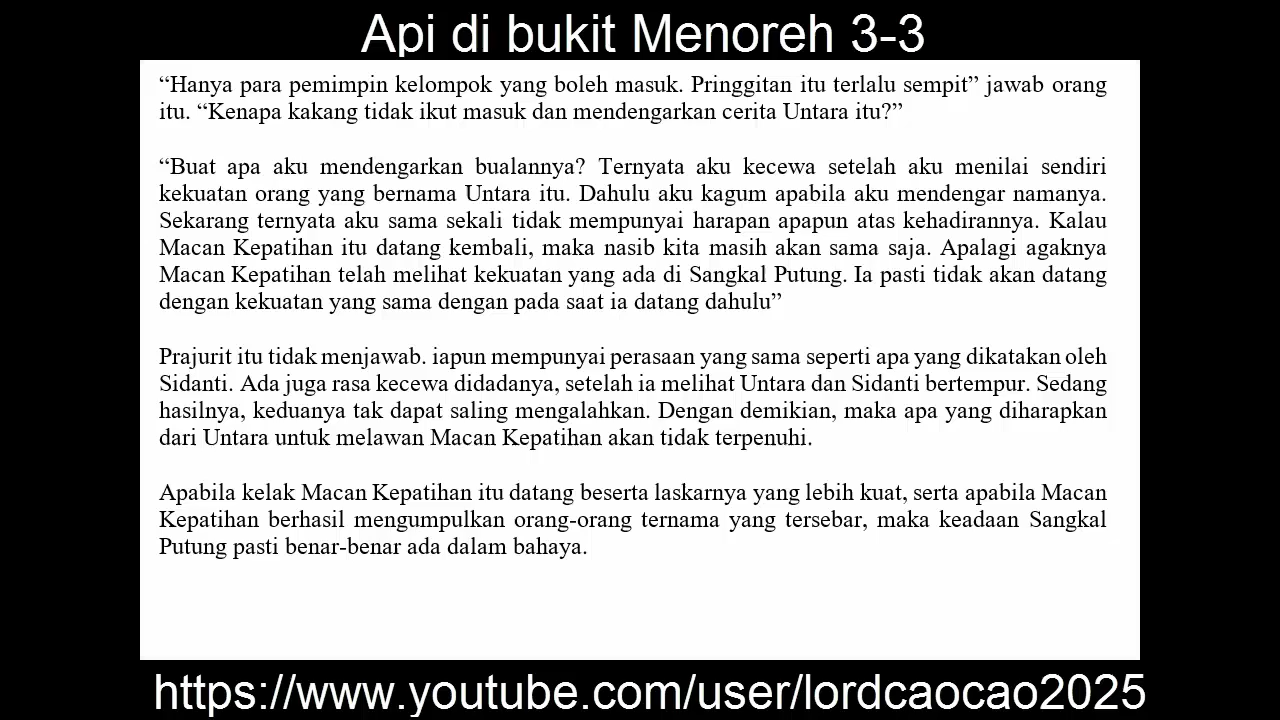 Api di bukit Menoreh 3-3
“Hanya para pemimpin kelompok yang boleh masuk. Pringgitan itu terlalu sempit” jawab orang
itu. “Kenapa kakang tidak ikut masuk dan mendengarkan cerita Untara itu?”
“Buat apa aku mendengarkan bualannya? Ternyata aku kecewa setelah aku menilai sendiri
kekuatan orang yang bernama Untara itu. Dahulu aku kagum apabila aku mendengar namanya.
Sekarang ternyata aku sama sekali tidak mempunyai harapan apapun atas kehadirannya. Kalau
Macan Kepatihan itu datang kembali, maka nasib kita masih akan sama saja. Apalagi agaknya
Macan Kepatihan telah melihat kekuatan yang ada di Sangkal Putung. Ia pasti tidak akan datang
dengan kekuatan yang sama dengan pada saat ia datang dahulu”
Prajurit itu tidak menjawab. iapun mempunyai perasaan yang sama seperti apa yang dikatakan oleh
Sidanti. Ada juga rasa kecewa didadanya, setelah ia melihat Untara dan Sidanti bertempur. Sedang
hasilnya, keduanya tak dapat saling mengalahkan. Dengan demikian, maka apa yang diharapkan
dari Untara untuk melawan Macan Kepatihan akan tidak terpenuhi.
Apabila kelak Macan Kepatihan itu datang beserta laskarnya yang lebih kuat, serta apabila Macan
Kepatihan berhasil mengumpulkan orang-orang ternama yang tersebar, maka keadaan Sangkal
Putung pasti benar-benar ada dalam bahaya.
https://www.youtube.com/user/lordcaocao2025